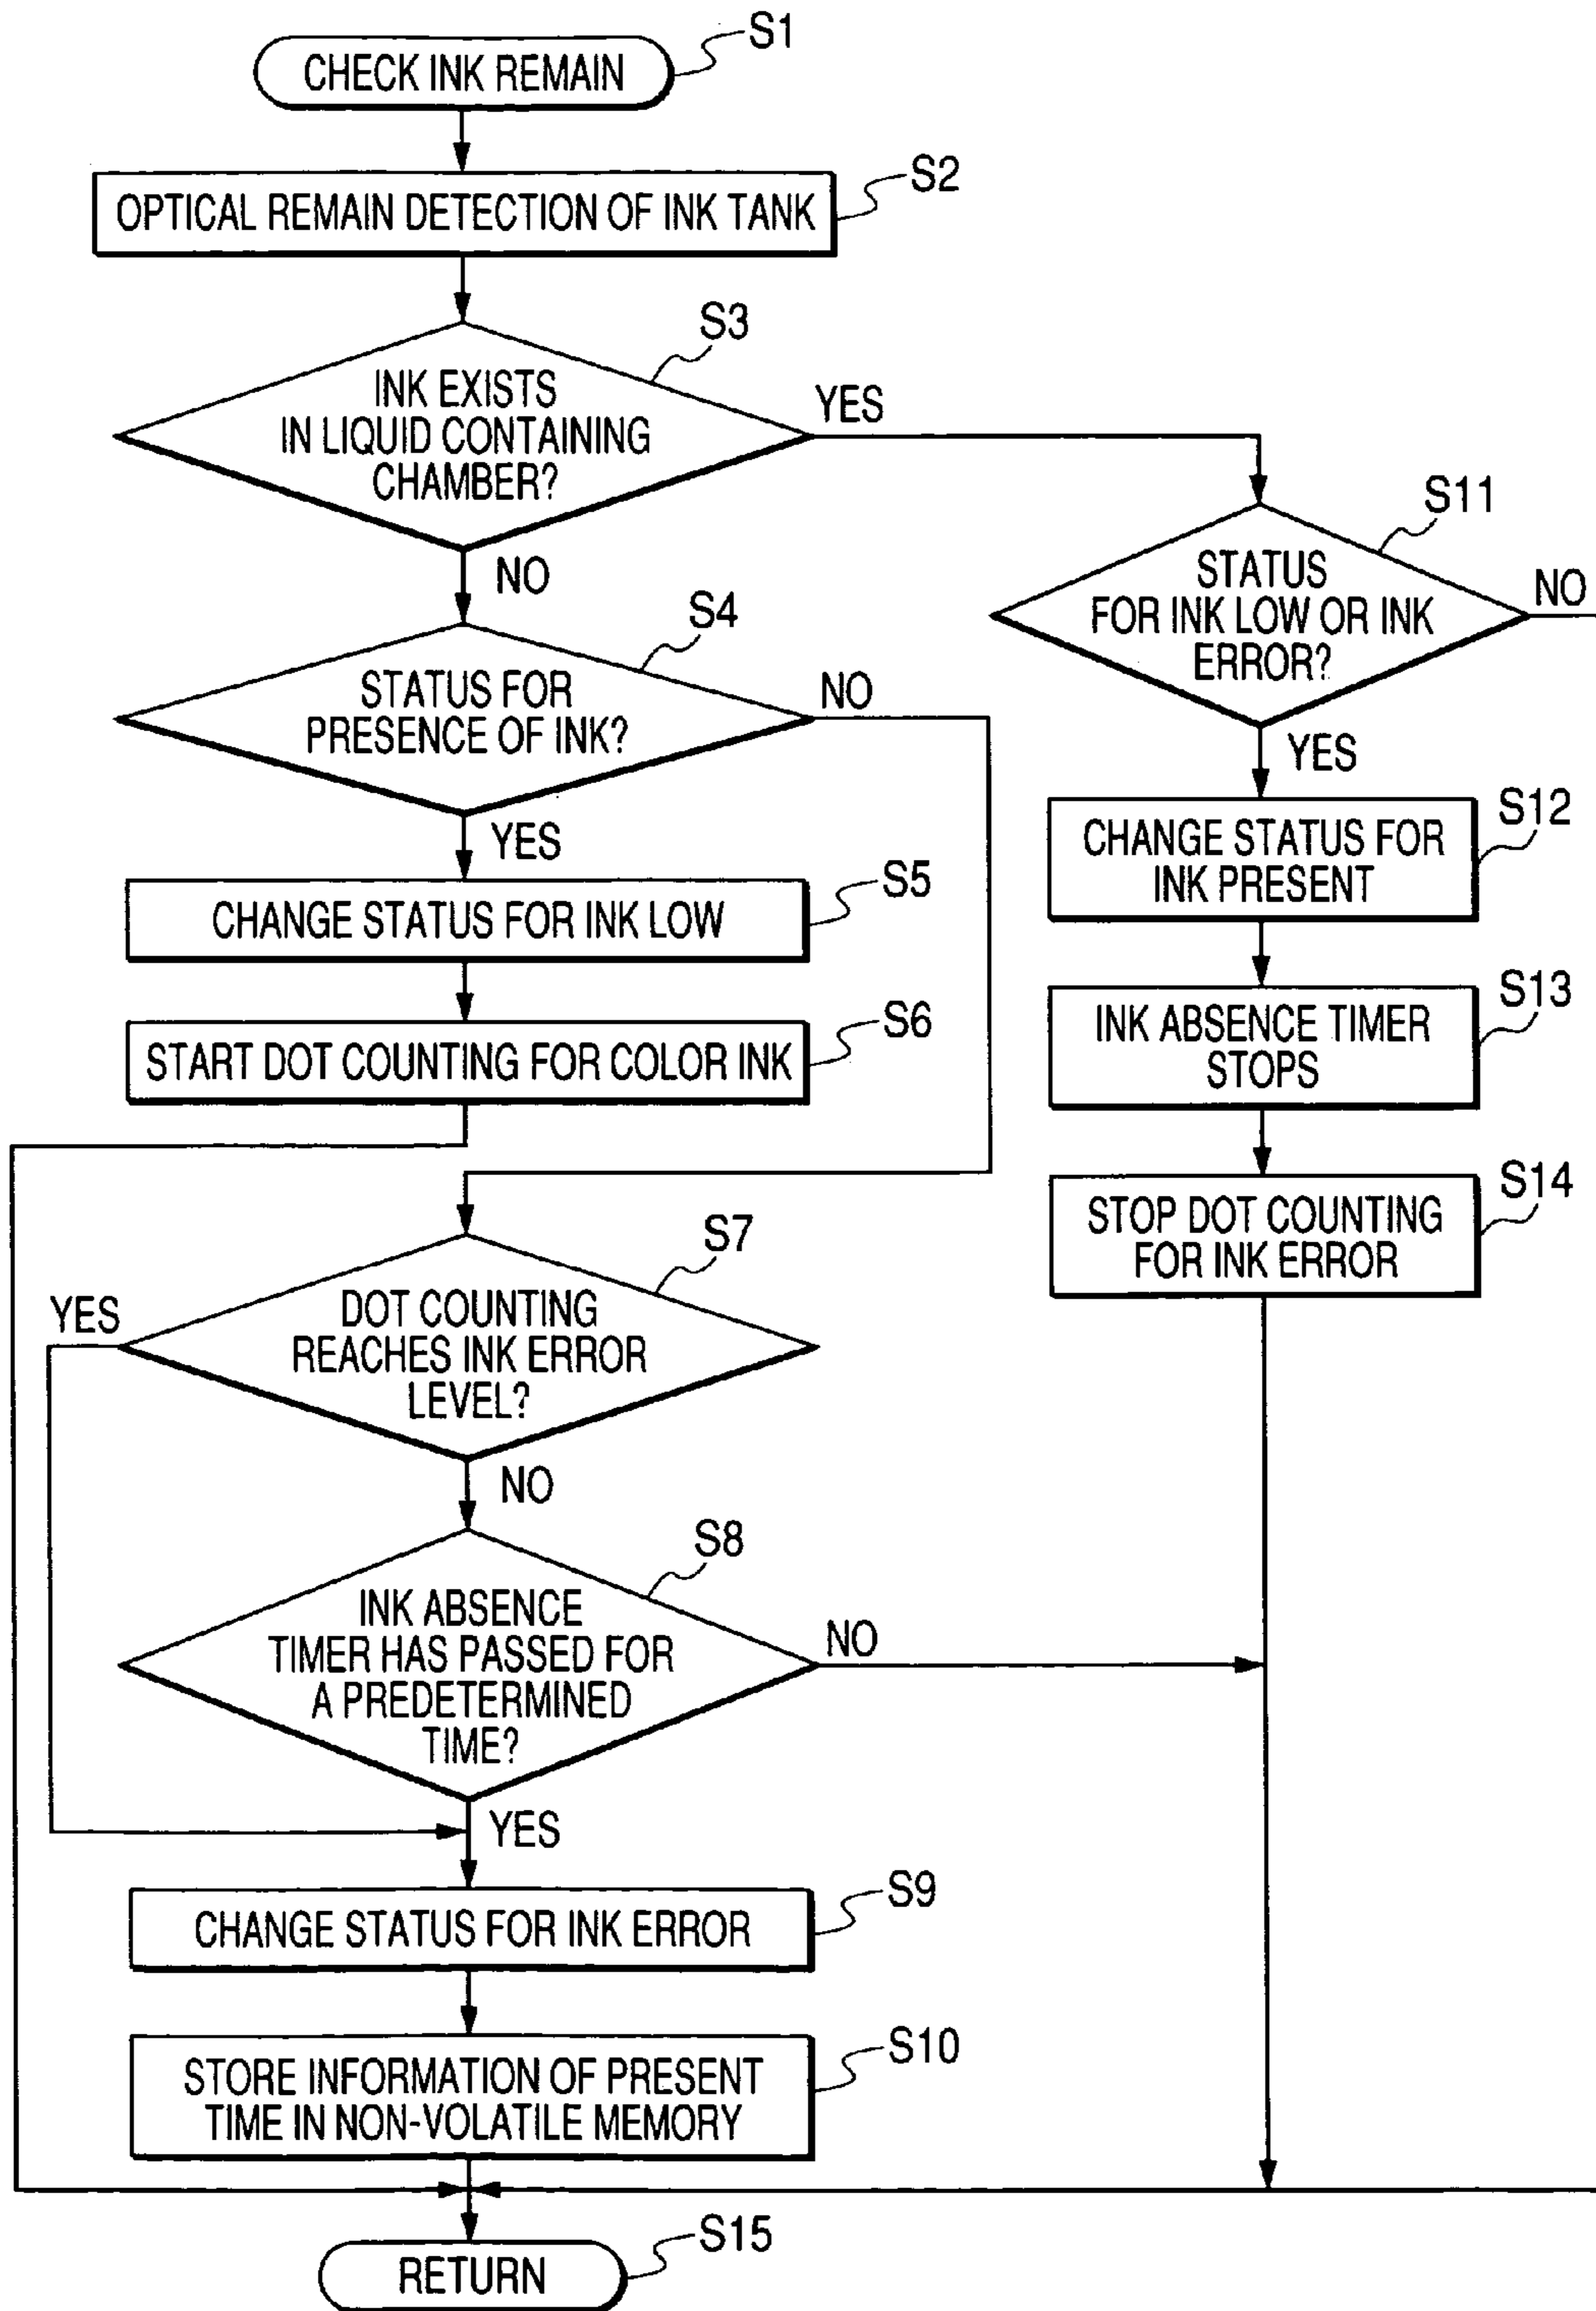 S1
CHECK INK REMAIN
S2
OPTICAL REMAIN DETECTION OF INK TANK
S3
INK EXISTS
IN LIQUID CONTAINING
CHAMBER?
YES
NO
S11
STATUS
FOR INK LOW OR INK
ERROR?
NO
YES
S4
STATUS FOR
PRESENCE OF INK?
NO
YES
S12
CHANGE STATUS FOR
INK PRESENT
S5
CHANGE STATUS FOR INK LOW
S13
INK ABSENCE TIMER
STOPS
S6
START DOT COUNTING FOR COLOR INK
S14
STOP DOT COUNTING
FOR INK ERROR
S7
YES
DOT COUNTING
REACHES INK ERROR
LEVEL?
NO
S8
INK ABSENCE
TIMER HAS PASSED FOR
A PREDETERMINED
TIME?
NO
YES
S9
CHANGE STATUS FOR INK ERROR
S10
STORE INFORMATION OF PRESENT
TIME IN NON-VOLATILE MEMORY
S15
RETURN